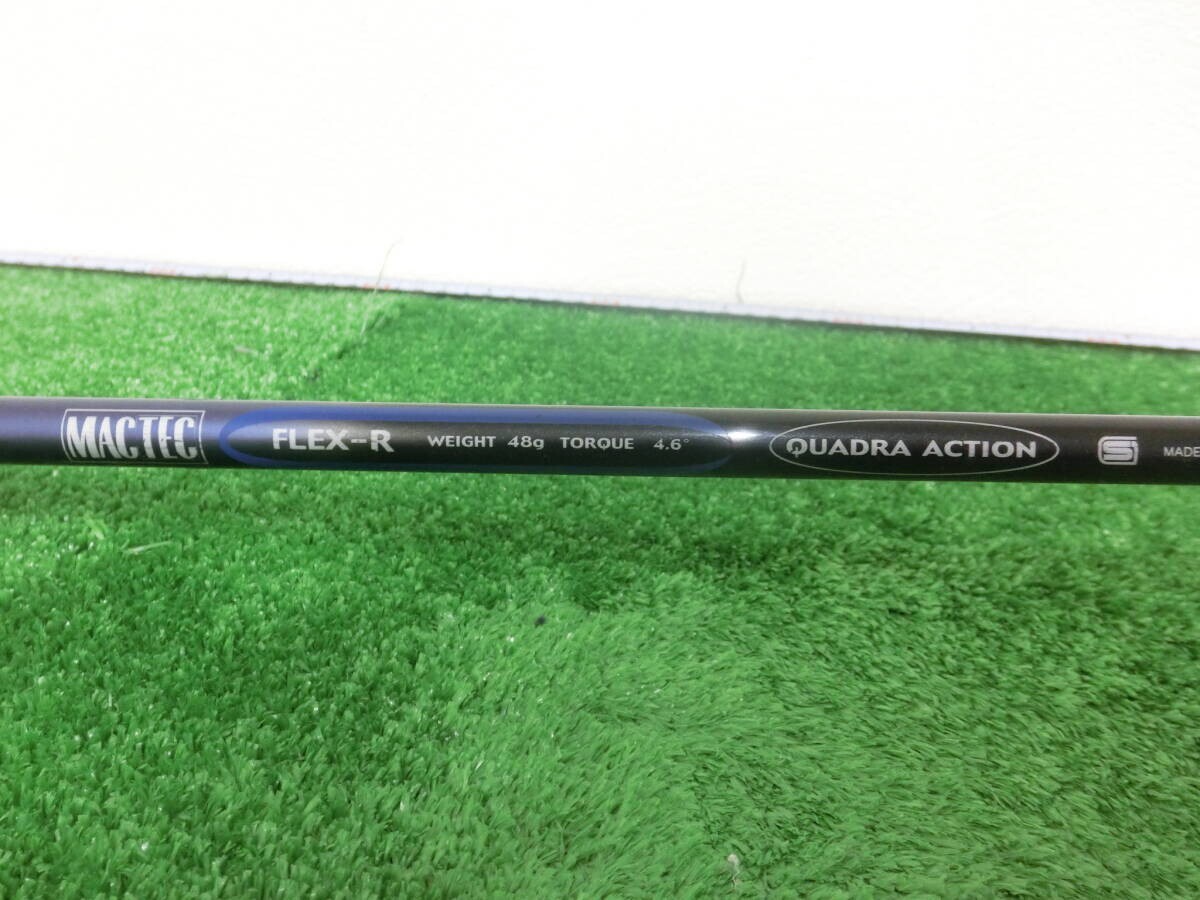 MACTEC FLEX-R WEIGHT 48g TORQUE 4.6° QUADRA ACTION S MADE